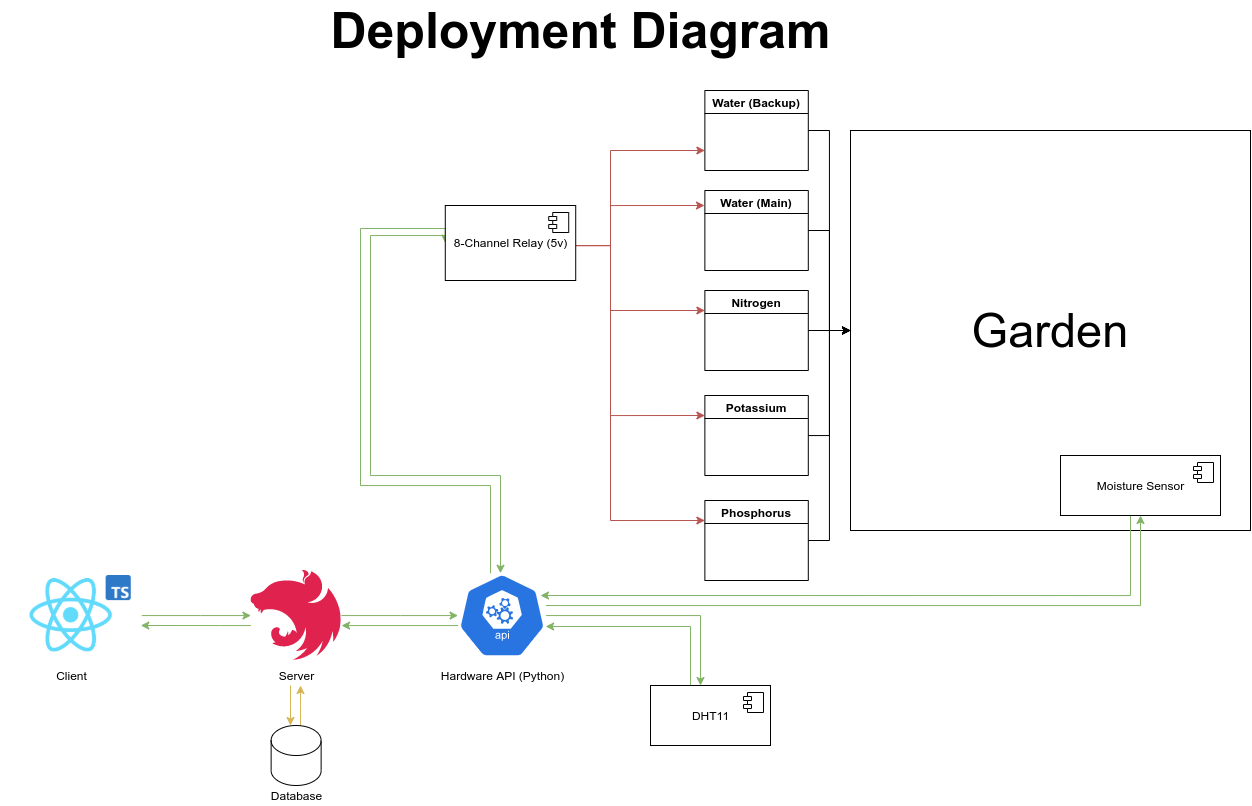 Deployment Diagram
Water (Backup)
Water (Main)
8-Channel Relay (5v)
Nitrogen
Garden
Potassium
Moisture Sensor
Phosphorus
TS
api
Client
Server
Hardware API (Python)
DHT11
Database